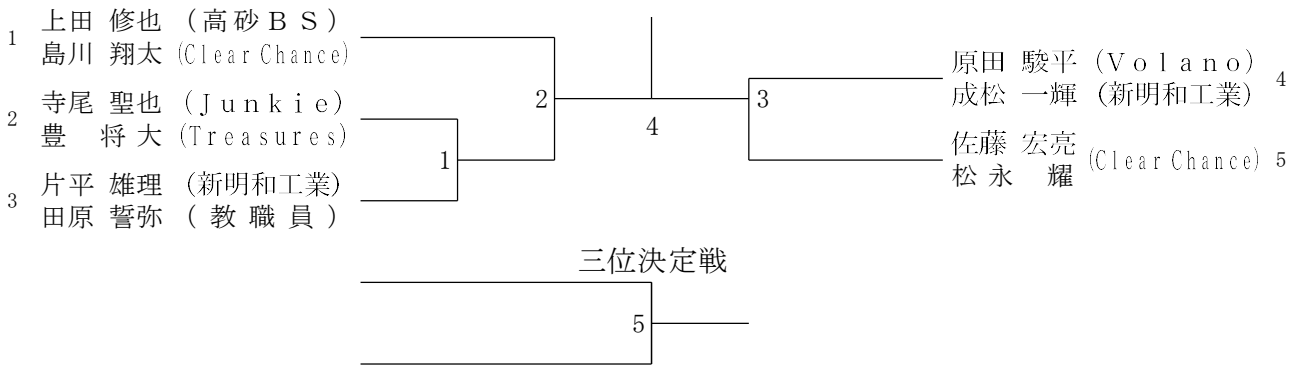 1 上田 修也 (高砂BS)
島川 翔太 (Clear Chance)
2 寺尾 聖也 (Junkie)
豊 将大 (Treasures)
3 片平 雄理 (新明和工業)
田原 誓弥 (教職員)
1
2
4
3
原田 駿平 (Volano) 4
成松 一輝 (新明和工業)
佐藤 宏亮 (Clear Chance) 5
松永 耀
三位決定戦
5